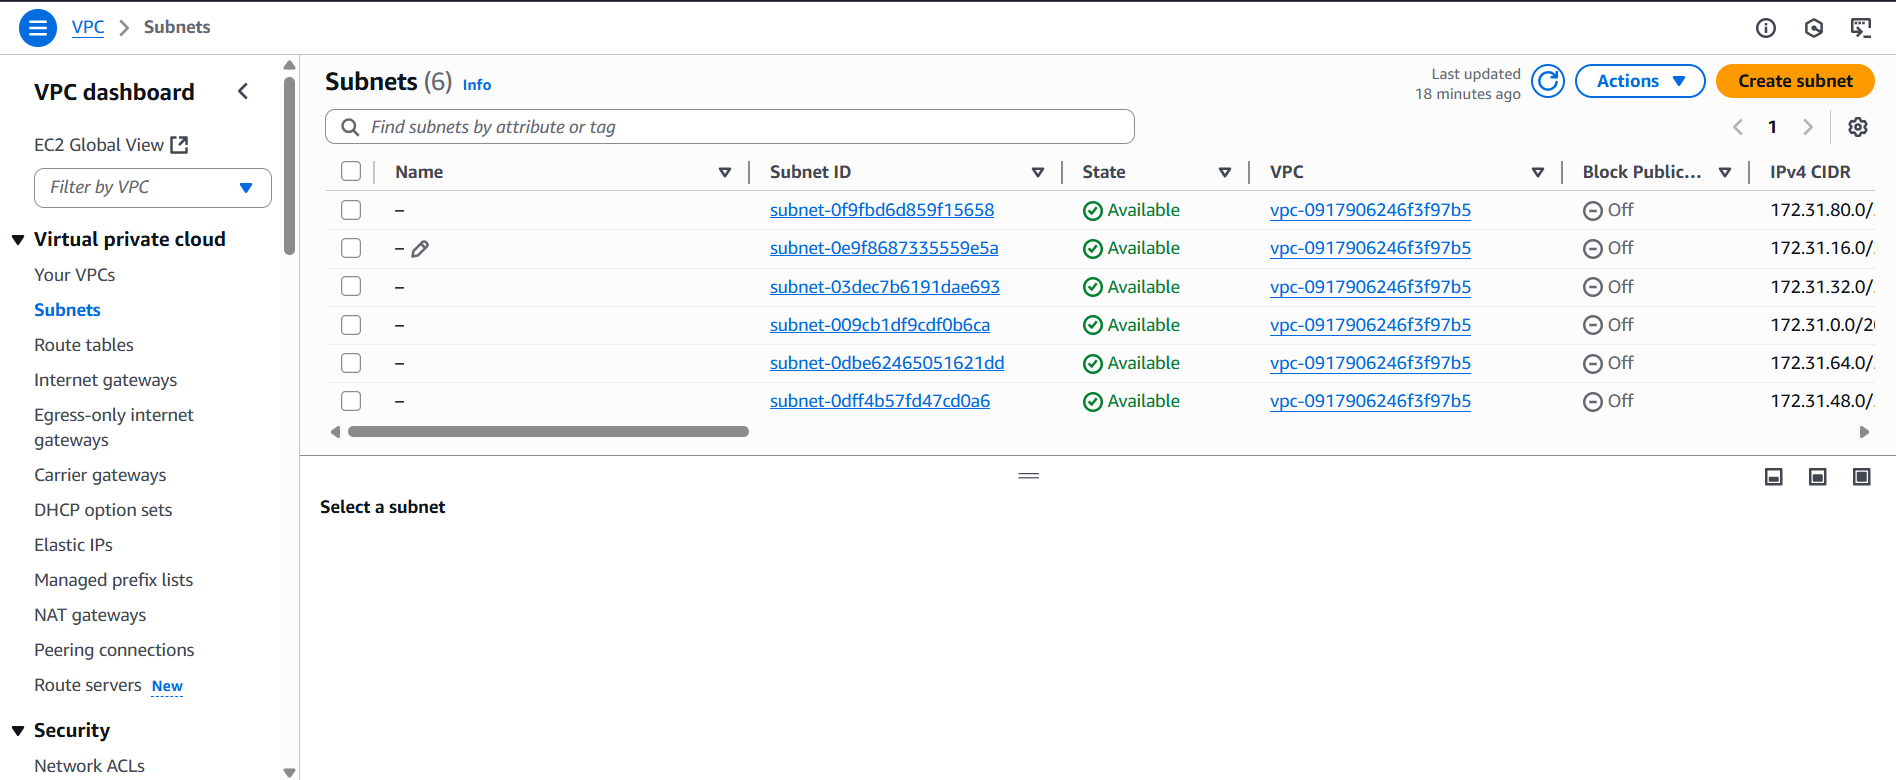 VPC > Subnets
VPC dashboard
EC2 Global View
Filter by VPC
Virtual private cloud
Your VPCs
Subnets
Route tables
Internet gateways
Egress-only internet
gateways
Carrier gateways
DHCP option sets
Elastic IPs
Managed prefix lists
NAT gateways
Peering connections
Route servers New
Security
Network ACLs
Subnets (6) Info
Last updated
18 minutes ago
Actions
Create subnet
Find subnets by attribute or tag
1
Name Subnet ID State VPC Block Public... IPv4 CIDR
– subnet-0f9fbd6d859f15658 Available vpc-0917906246f3f97b5 Off 172.31.80.0/
– subnet-0e9f8687335559e5a Available vpc-0917906246f3f97b5 Off 172.31.16.0/
– subnet-03dec7b6191dae693 Available vpc-0917906246f3f97b5 Off 172.31.32.0/
– subnet-009cb1df9cdf0b6ca Available vpc-0917906246f3f97b5 Off 172.31.0.0/20
– subnet-0dbe62465051621dd Available vpc-0917906246f3f97b5 Off 172.31.64.0/
– subnet-0dff4b57fd47cd0a6 Available vpc-0917906246f3f97b5 Off 172.31.48.0/
Select a subnet